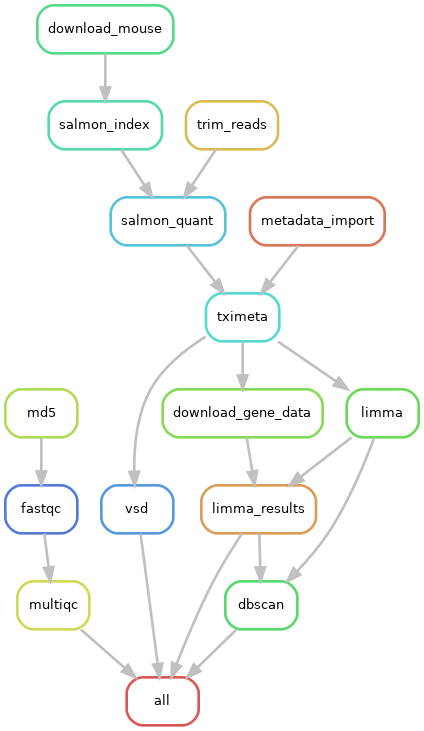 download_mouse
salmon_index
trim_reads
salmon_quant
metadata_import
tximeta
md5
download_gene_data
limma
fastqc
vsd
limma_results
multiqc
dbscan
all